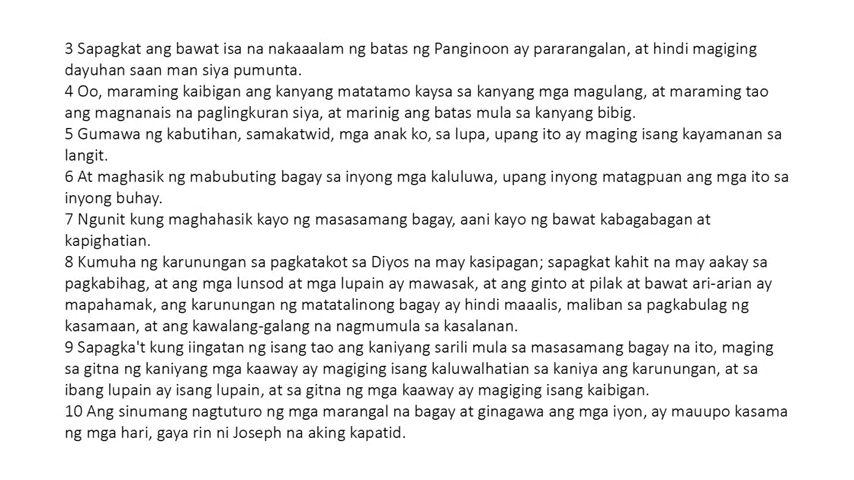 3 Sapagkat ang bawat isa na nakaaalam ng batas ng Panginoon ay pararangalan, at hindi magiging
dayuhan saan man siya pumunta.
4 Oo, maraming kaibigan ang kanyang matatamo kaysa sa kanyang mga magulang, at maraming tao
ang magnanais na paglingkuran siya, at marinig ang batas mula sa kanyang bibig.
5 Gumawa ng kabutihan, samakatwid, mga anak ko, sa lupa, upang ito ay maging isang kayamanan sa
langit.
6 At maghasik ng mabubuting bagay sa inyong mga kaluluwa, upang inyong matagpuan ang mga ito sa
inyong buhay.
7 Ngunit kung maghahasik kayo ng masasamang bagay, aani kayo ng bawat kabagabagan at
kapighatian.
8 Kumuha ng karunungan sa pagkatakot sa Diyos na may kasipagan; sapagkat kahit na may aakay sa
pagkabihag, at ang mga lunsod at mga lupain ay mawasak, at ang ginto at pilak at bawat ari-arian ay
mapahamak, ang karunungan ng matatalinong bagay ay hindi maaalis, maliban sa pagkabulag ng
kasamaan, at ang kawalang-galang na nagmumula sa kasalanan.
9 Sapagka't kung iingatan ng isang tao ang kaniyang sarili mula sa masasamang bagay na ito, maging
sa gitna ng kaniyang mga kaaway ay magiging isang kaluwalhatian sa kaniya ang karunungan, at sa
ibang lupain ay isang lupain, at sa gitna ng mga kaaway ay magiging isang kaibigan.
10 Ang sinumang nagtuturo ng mga marangal na bagay at ginagawa ang mga iyon, ay mauupo kasama
ng mga hari, gaya rin ni Joseph na aking kapatid.